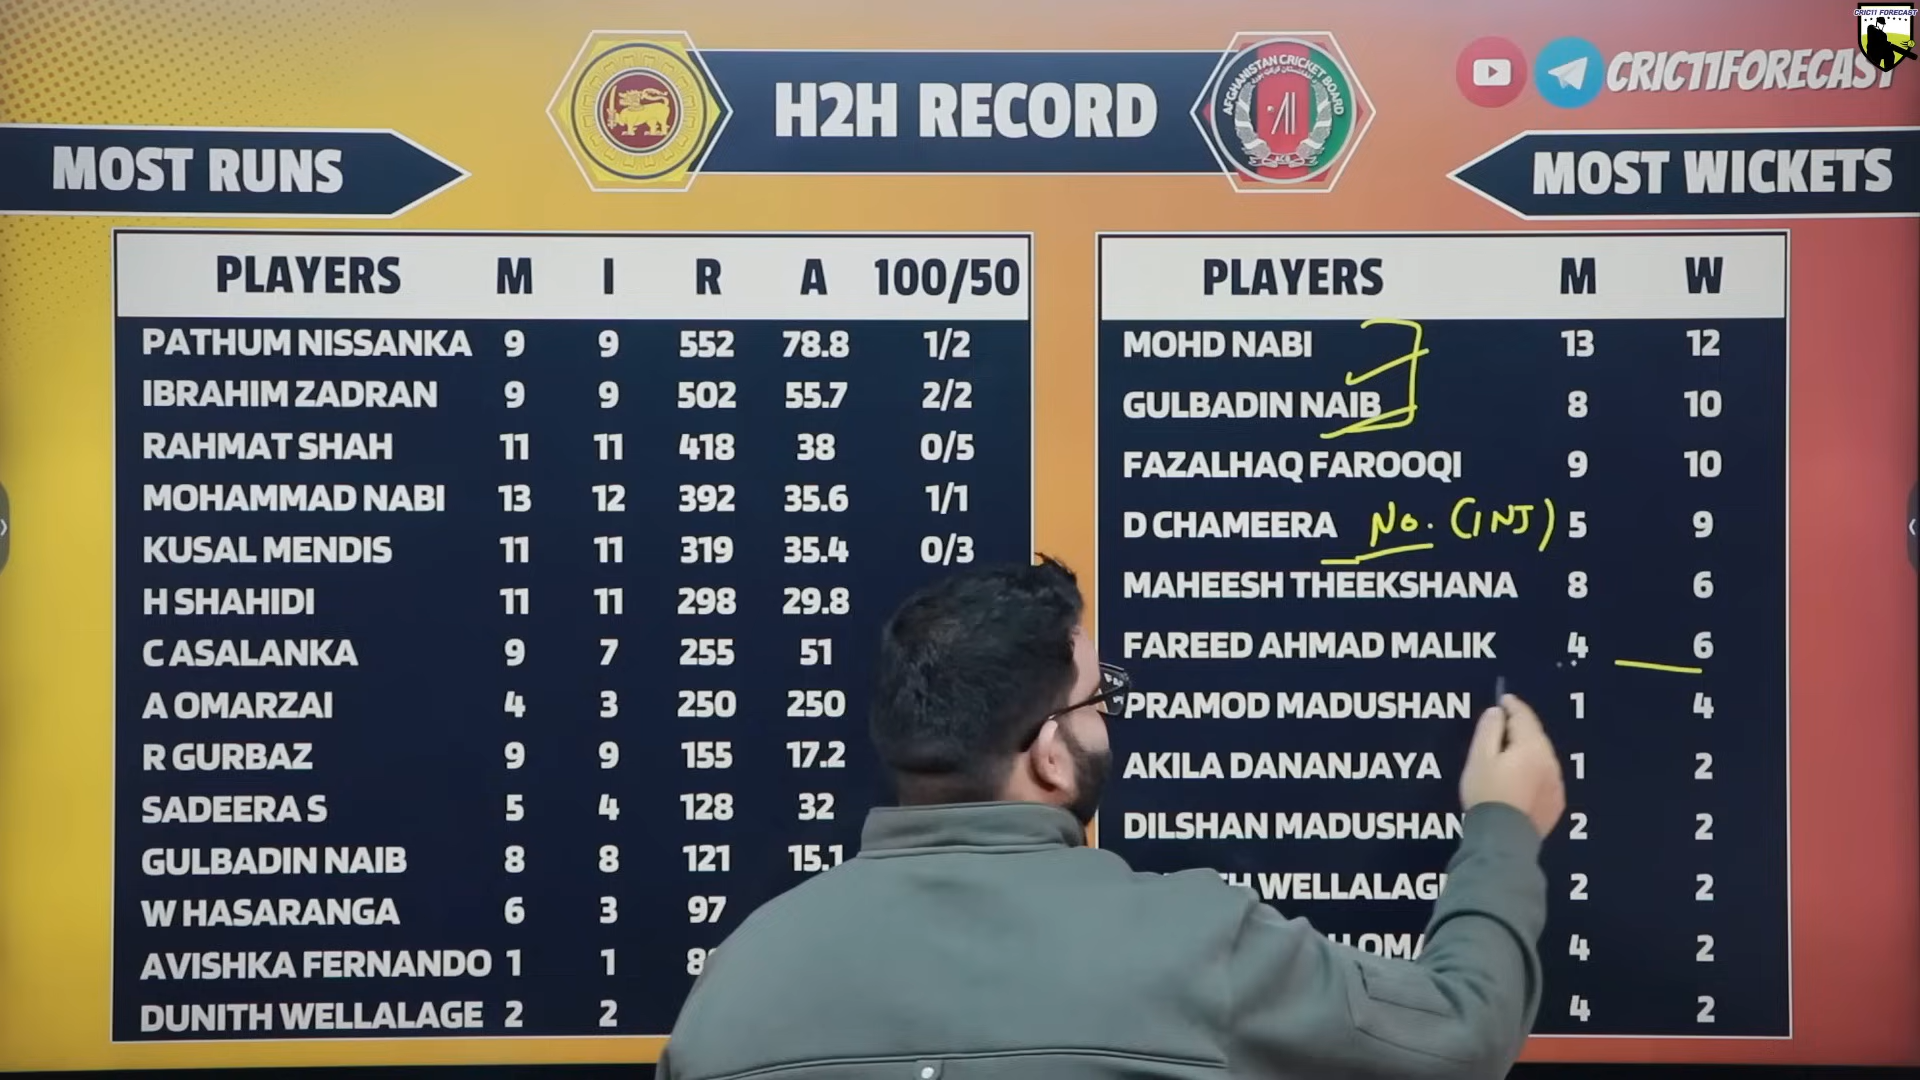 CRIC11 FORECAST
H2H RECORD
AFGHANISTAN CRICKET BOARD
ACB
CRIC11FORECAST
MOST RUNS
MOST WICKETS
PLAYERS M I R A 100/50
PATHUM NISSANKA 9 9 552 78.8 1/2
IBRAHIM ZADRAN 9 9 502 55.7 2/2
RAHMAT SHAH 11 11 418 38 0/5
MOHAMMAD NABI 13 12 392 35.6 1/1
KUSAL MENDIS 11 11 319 35.4 0/3
H SHAHIDI 11 11 298 29.8
C ASALANKA 9 7 255 51
A OMARZAI 4 3 250 250
R GURBAZ 9 9 155 17.2
SADEERA S 5 4 128 32
GULBADIN NAIB 8 8 121 15.1
W HASARANGA 6 3 97
AVISHKA FERNANDO 1 1
DUNITH WELLALAGE 2 2
PLAYERS M W
MOHD NABI 13 12
GULBADIN NAIB 8 10
FAZALHAQ FAROOQI 9 10
D CHAMEERA No. (INJ) 5 9
MAHEESH THEEKSHANA 8 6
FAREED AHMAD MALIK 4 6
PRAMOD MADUSHAN 1 4
AKILA DANANJAYA 1 2
DILSHAN MADUSHAN 2 2
WELLALAGE 2 2
4 2
4 2